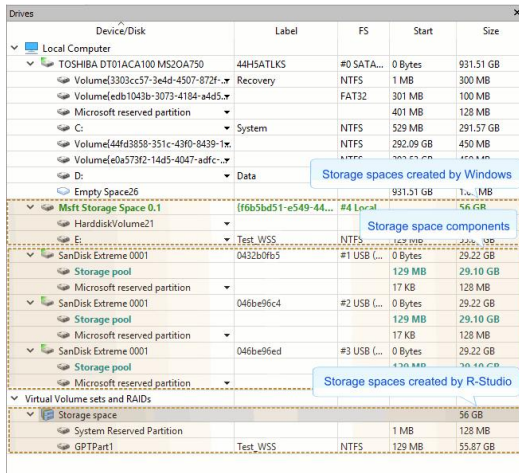 Drives
Device/Disk Label FS Start Size
Local Computer
TOSHIBA DT01ACA100 MS2OA750 44H5ATLKS #0 SATA... 0 Bytes 931.51 GB
Volume{3303cc57-3e4d-4507-872f-... Recovery NTFS 1 MB 300 MB
Volume{edb1043b-3073-4184-a4d5... FAT32 301 MB 100 MB
Microsoft reserved partition 401 MB 128 MB
C: System NTFS 529 MB 291.57 GB
Volume{44fd3858-351c-43f0-8439-1... NTFS 292.09 GB 450 MB
Volume{e0a573f2-14d5-4047-adfc-... NTFS 450 MB
D: Data
Storage spaces created by Windows
Empty Space26 931.51 GB
Msft Storage Space 0.1 {f6b5bd51-e549-44... #4 Local 56 GB
HarddiskVolume21
Storage space components
E: Test_WSS NTFS 129 MB
SanDisk Extreme 0001 0432b0fb5 #1 USB (... 0 Bytes 29.22 GB
Storage pool 129 MB 29.10 GB
Microsoft reserved partition 17 KB 128 MB
SanDisk Extreme 0001 046be96c4 #2 USB (... 0 Bytes 29.22 GB
Storage pool 129 MB 29.10 GB
Microsoft reserved partition 17 KB 128 MB
SanDisk Extreme 0001 046be96ed #3 USB (... 0 Bytes 29.22 GB
Storage pool 129 MB 29.10 GB
Microsoft reserved partition
Storage spaces created by R-Studio
Virtual Volume sets and RAIDs
Storage space 56 GB
System Reserved Partition 1 MB 128 MB
GPTPart1 Test_WSS NTFS 129 MB 55.87 GB